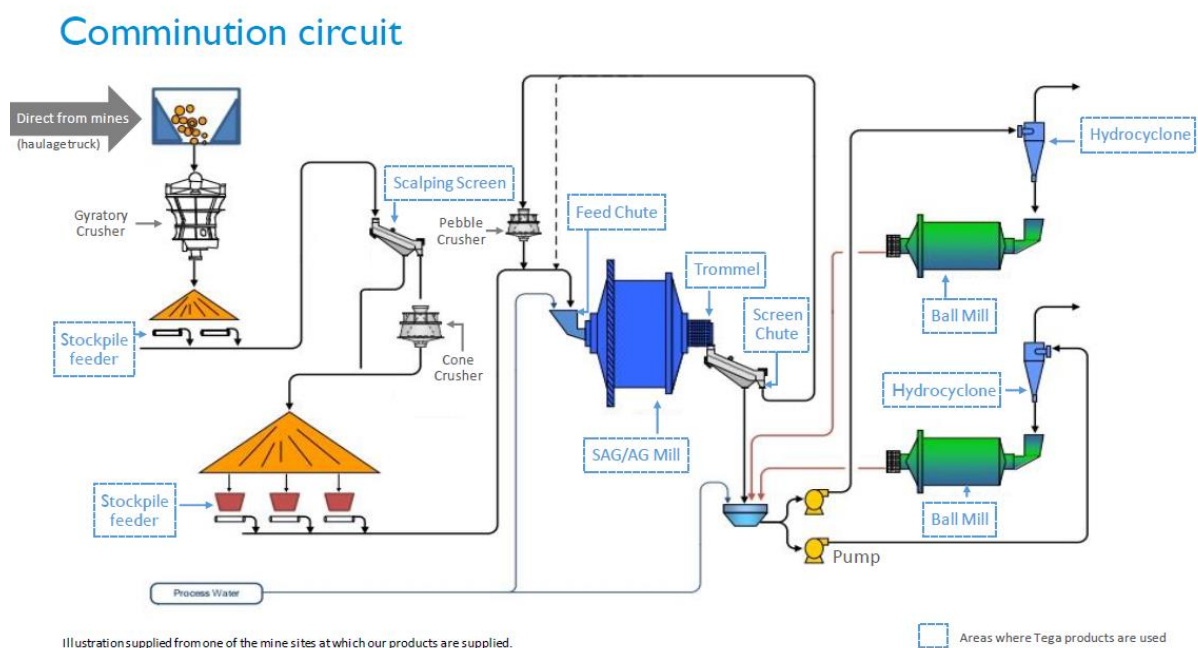 Comminution circuit
Direct from mines
(haulagetruck)
Gyratory
Crusher
Stockpile
feeder
Scalping Screen
Cone
Crusher
Stockpile
feeder
Pebble
Crusher
Feed Chute
Trommel
Screen
Chute
SAG/AG Mill
Hydrocyclone
Ball Mill
Hydrocyclone
Ball Mill
Pump
Process Water
Illustration supplied from one of the mine sites at which our products are supplied.
Areas where Tega products are used